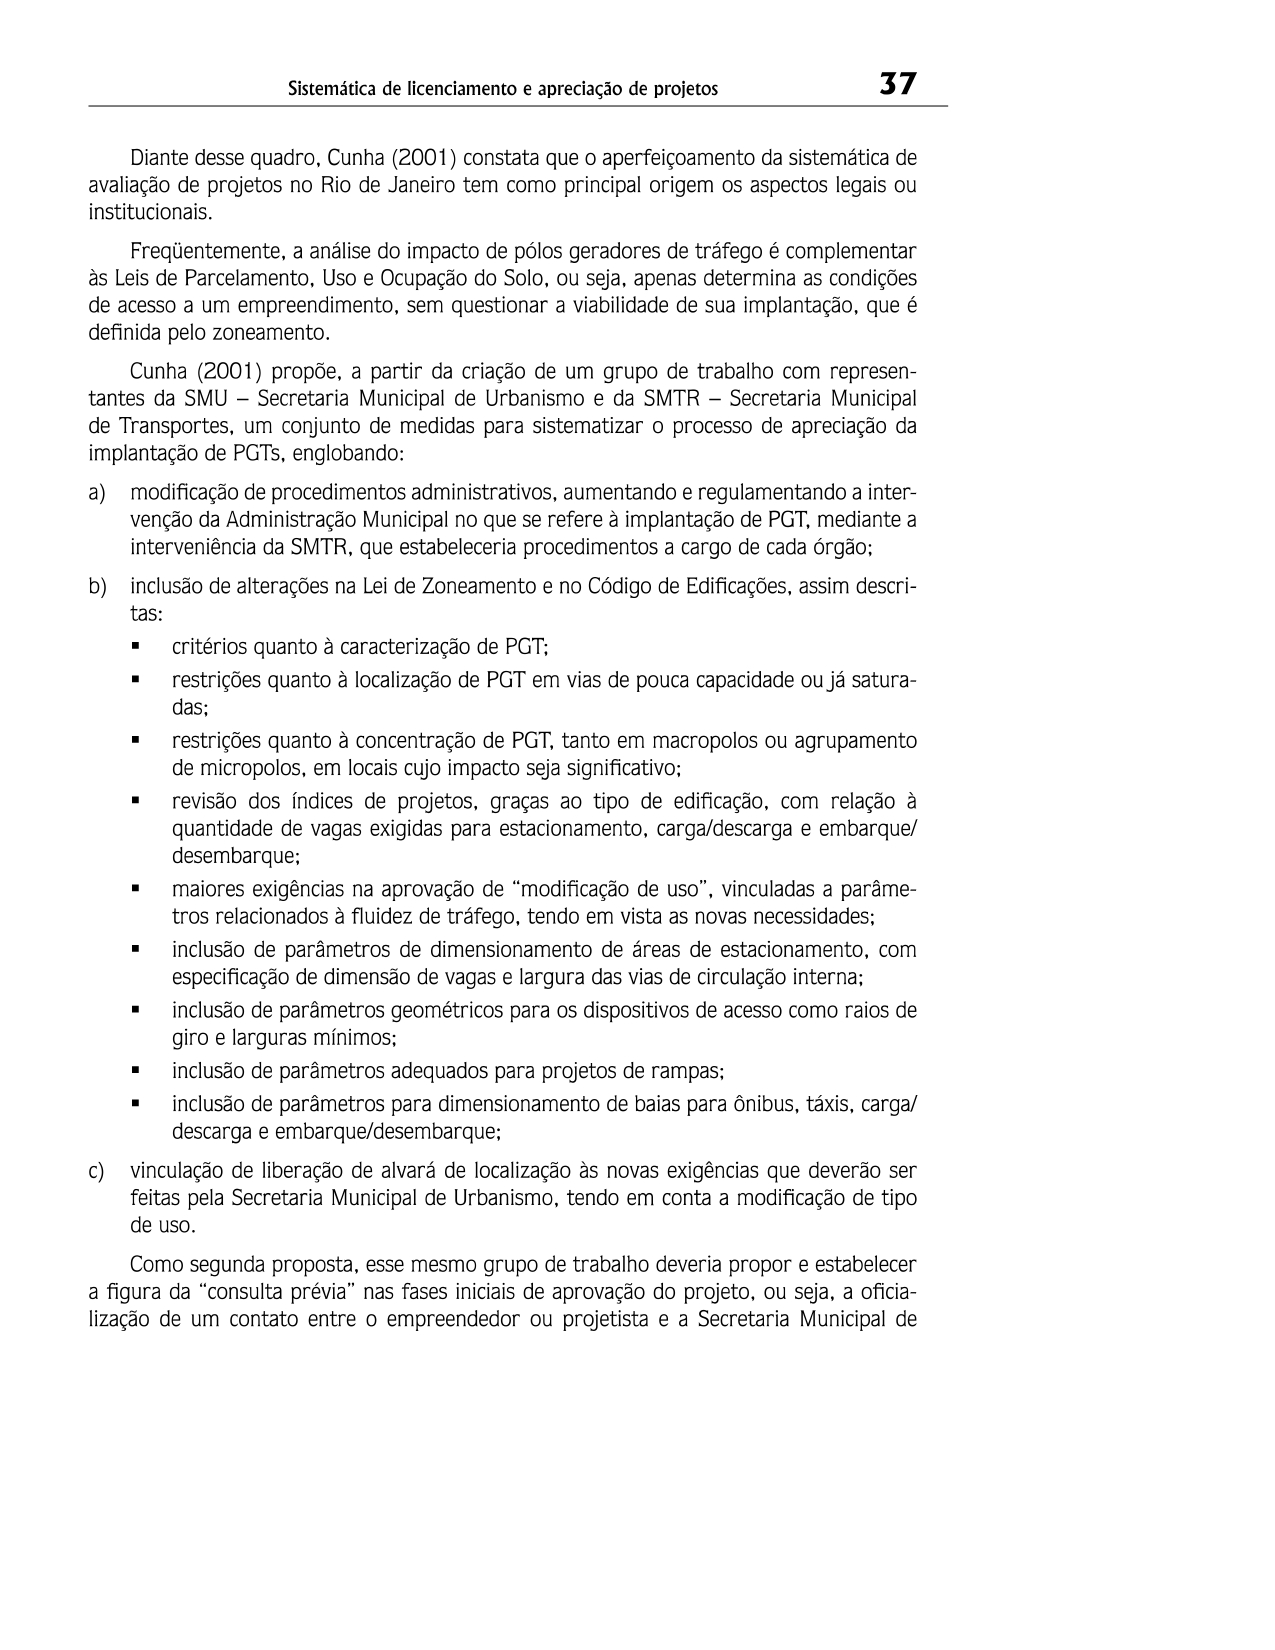 Sistemática de licenciamento e apreciação de projetos 37
Diante desse quadro, Cunha (2001) constata que o aperfeiçoamento da sistemática de
avaliação de projetos no Rio de Janeiro tem como principal origem os aspectos legais ou
institucionais.
Freqüentemente, a análise do impacto de pólos geradores de tráfego é complementar
às Leis de Parcelamento, Uso e Ocupação do Solo, ou seja, apenas determina as condições
de acesso a um empreendimento, sem questionar a viabilidade de sua implantação, que é
definida pelo zoneamento.
Cunha (2001) propõe, a partir da criação de um grupo de trabalho com represen-
tantes da SMU – Secretaria Municipal de Urbanismo e da SMTR – Secretaria Municipal
de Transportes, um conjunto de medidas para sistematizar o processo de apreciação da
implantação de PGTs, englobando:
a) modificação de procedimentos administrativos, aumentando e regulamentando a inter-
venção da Administração Municipal no que se refere à implantação de PGT, mediante a
interveniência da SMTR, que estabeleceria procedimentos a cargo de cada órgão;
b) inclusão de alterações na Lei de Zoneamento e no Código de Edificações, assim descri-
tas:
▪ critérios quanto à caracterização de PGT;
▪ restrições quanto à localização de PGT em vias de pouca capacidade ou já satura-
das;
▪ restrições quanto à concentração de PGT, tanto em macropolos ou agrupamento
de micropolos, em locais cujo impacto seja significativo;
▪ revisão dos índices de projetos, graças ao tipo de edificação, com relação à
quantidade de vagas exigidas para estacionamento, carga/descarga e embarque/
desembarque;
▪ maiores exigências na aprovação de “modificação de uso”, vinculadas a parâme-
tros relacionados à fluidez de tráfego, tendo em vista as novas necessidades;
▪ inclusão de parâmetros de dimensionamento de áreas de estacionamento, com
especificação de dimensão de vagas e largura das vias de circulação interna;
▪ inclusão de parâmetros geométricos para os dispositivos de acesso como raios de
giro e larguras mínimos;
▪ inclusão de parâmetros adequados para projetos de rampas;
▪ inclusão de parâmetros para dimensionamento de baias para ônibus, táxis, carga/
descarga e embarque/desembarque;
c) vinculação de liberação de alvará de localização às novas exigências que deverão ser
feitas pela Secretaria Municipal de Urbanismo, tendo em conta a modificação de tipo
de uso.
Como segunda proposta, esse mesmo grupo de trabalho deveria propor e estabelecer
a figura da “consulta prévia” nas fases iniciais de aprovação do projeto, ou seja, a oficia-
lização de um contato entre o empreendedor ou projetista e a Secretaria Municipal de